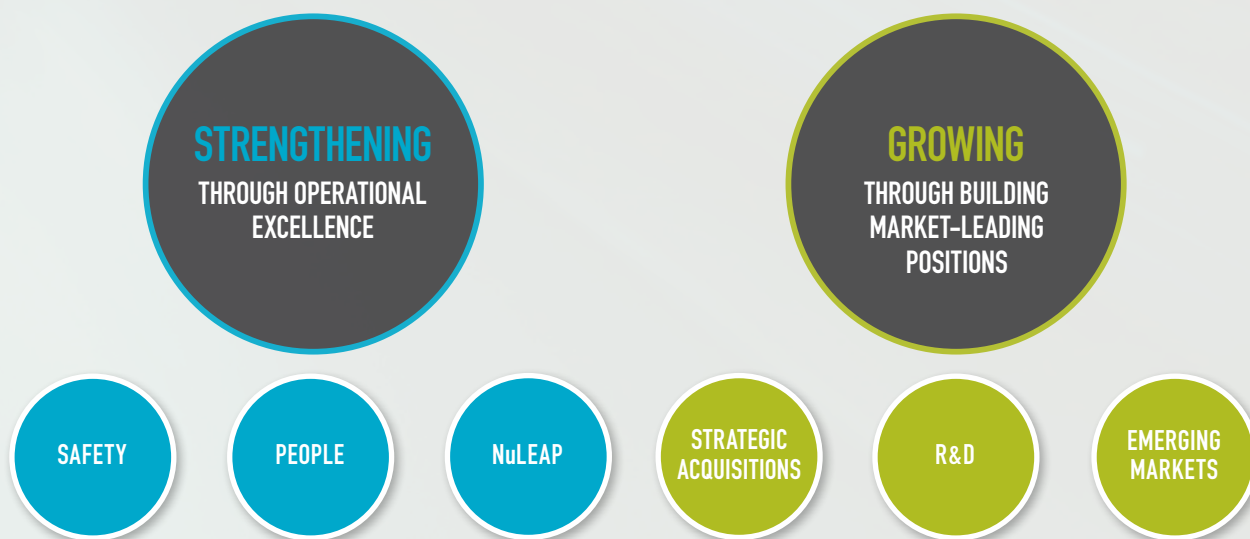 STRENGTHENING
THROUGH OPERATIONAL
EXCELLENCE
GROWING
THROUGH BUILDING
MARKET-LEADING
POSITIONS
SAFETY
PEOPLE
NuLEAP
STRATEGIC
ACQUISITIONS
R&D
EMERGING
MARKETS